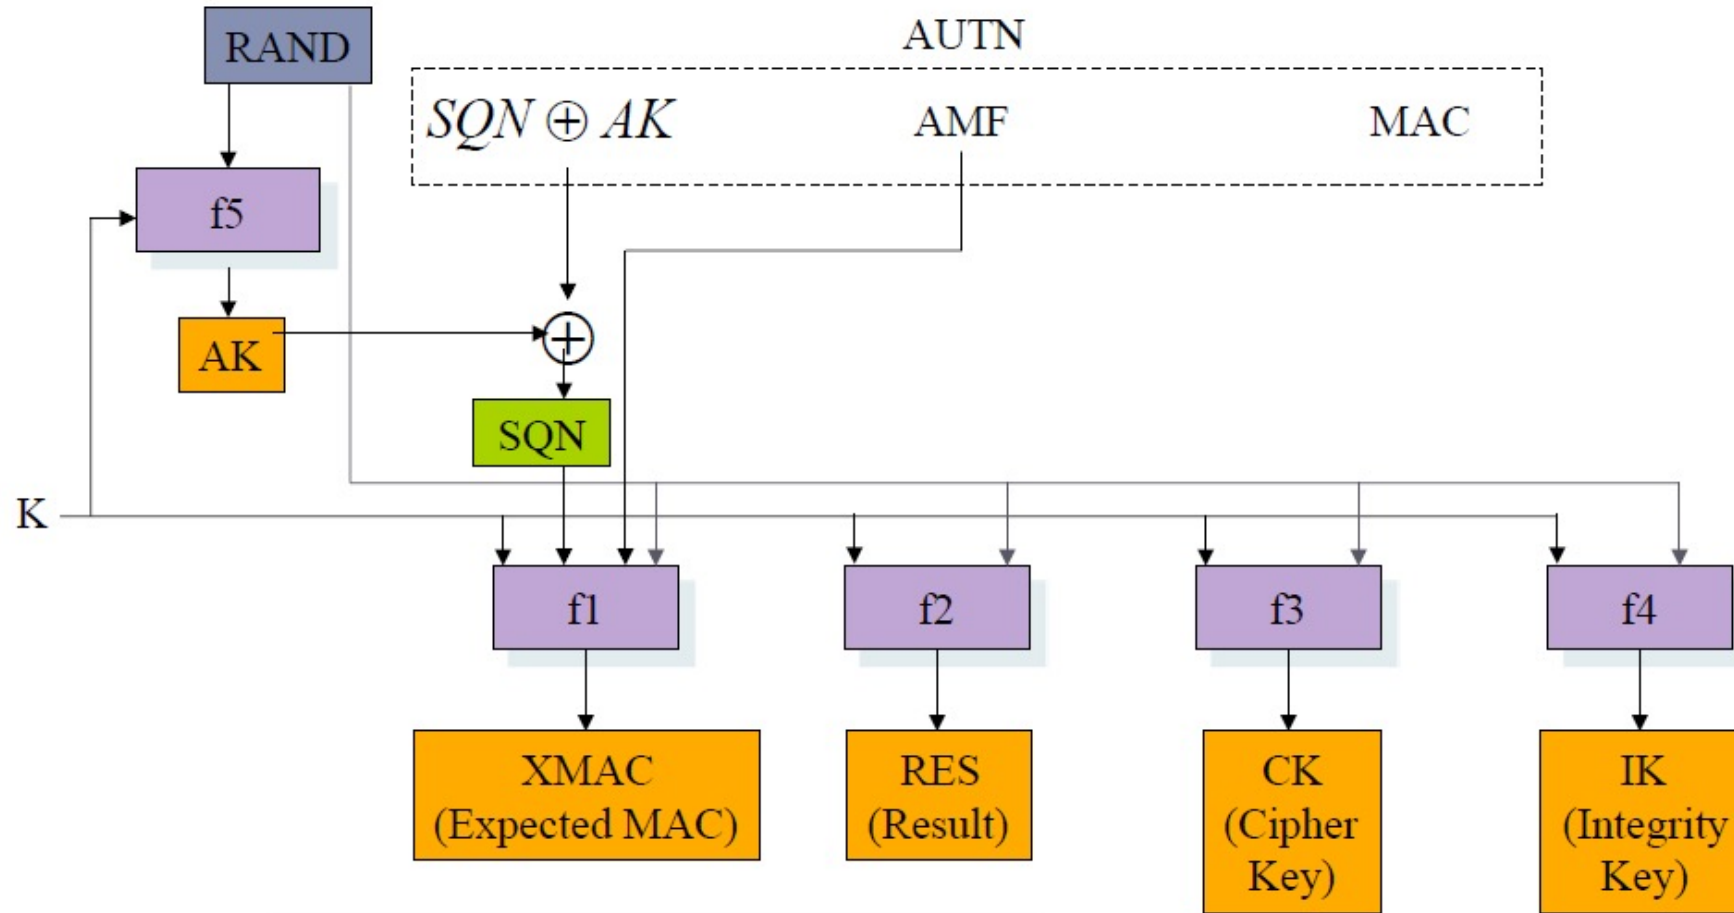 RAND
AUTN
SQN ⊕ AK
AMF
MAC
f5
AK
SQN
K
f1
f2
f3
f4
XMAC
(Expected MAC)
RES
(Result)
CK
(Cipher
Key)
IK
(Integrity
Key)